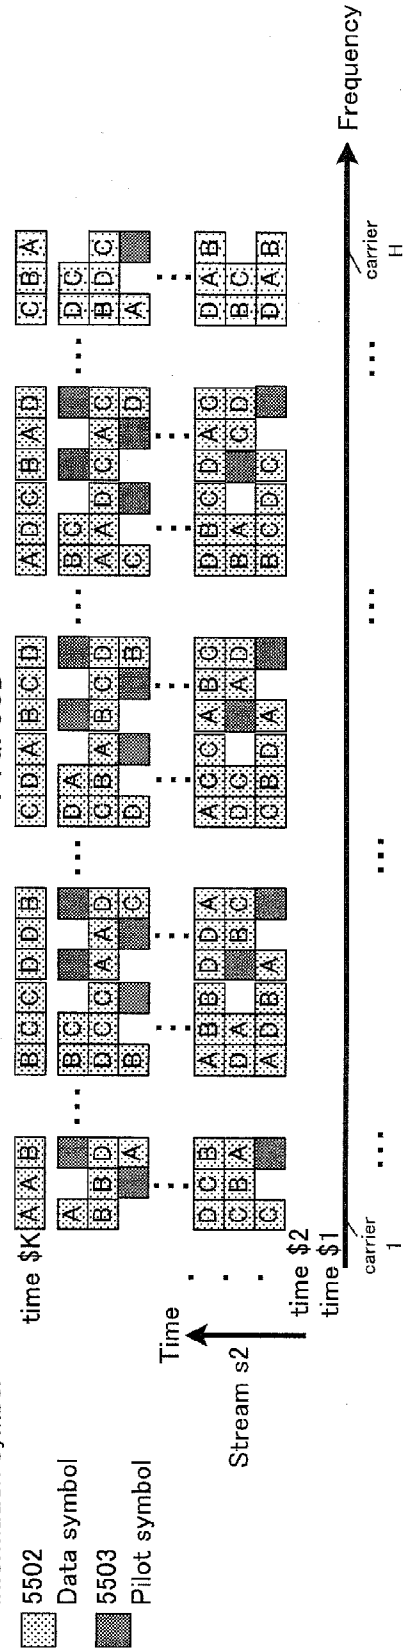 5502
Data symbol
5503
Pilot symbol
time $K
A A B ... B C C D D B ... C D A B C D ... A D C B A D ... C B A
A ... B C ... D A ... B C ... D C
B B D D C C A A D C B A B C D A A D C A C B D C
A B C D B C D A
Time
D C B A B B D D A A C C A B C D B C D A C D A B
C B A D A B C D C A D B A C D B C
C A D B A C B D A B C D C D A B
Stream s2
time $2
time $1
Frequency
carrier 1
... ... ... ...
carrier H